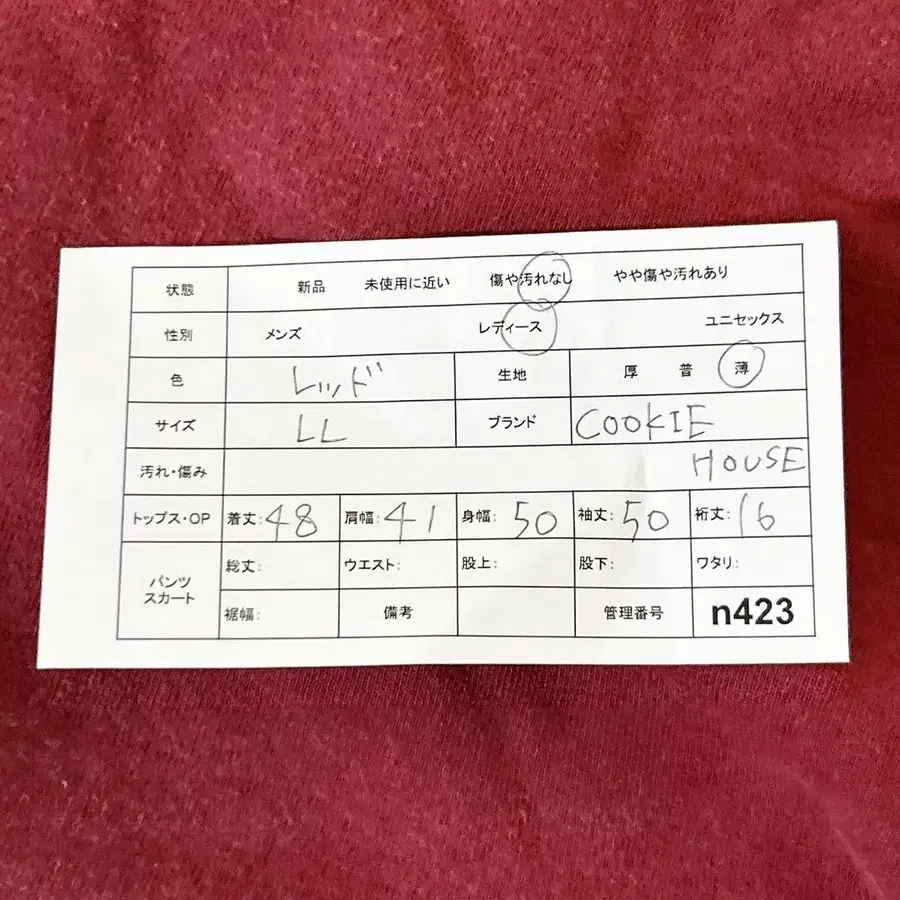 状態 新品 未使用に近い 傷や汚れなし やや傷や汚れあり
性別 メンズ レディース ユニセックス
色 レッド 生地 厚 普 薄
サイズ LL ブランド COOKIE
汚れ・傷み HOUSE
トップス・OP 着丈:48 肩幅:41 身幅:50 袖丈:50 裄丈:16
パンツ スカート 総丈: ウエスト: 股上: 股下: ワタリ:
裾幅: 備考 管理番号 n423